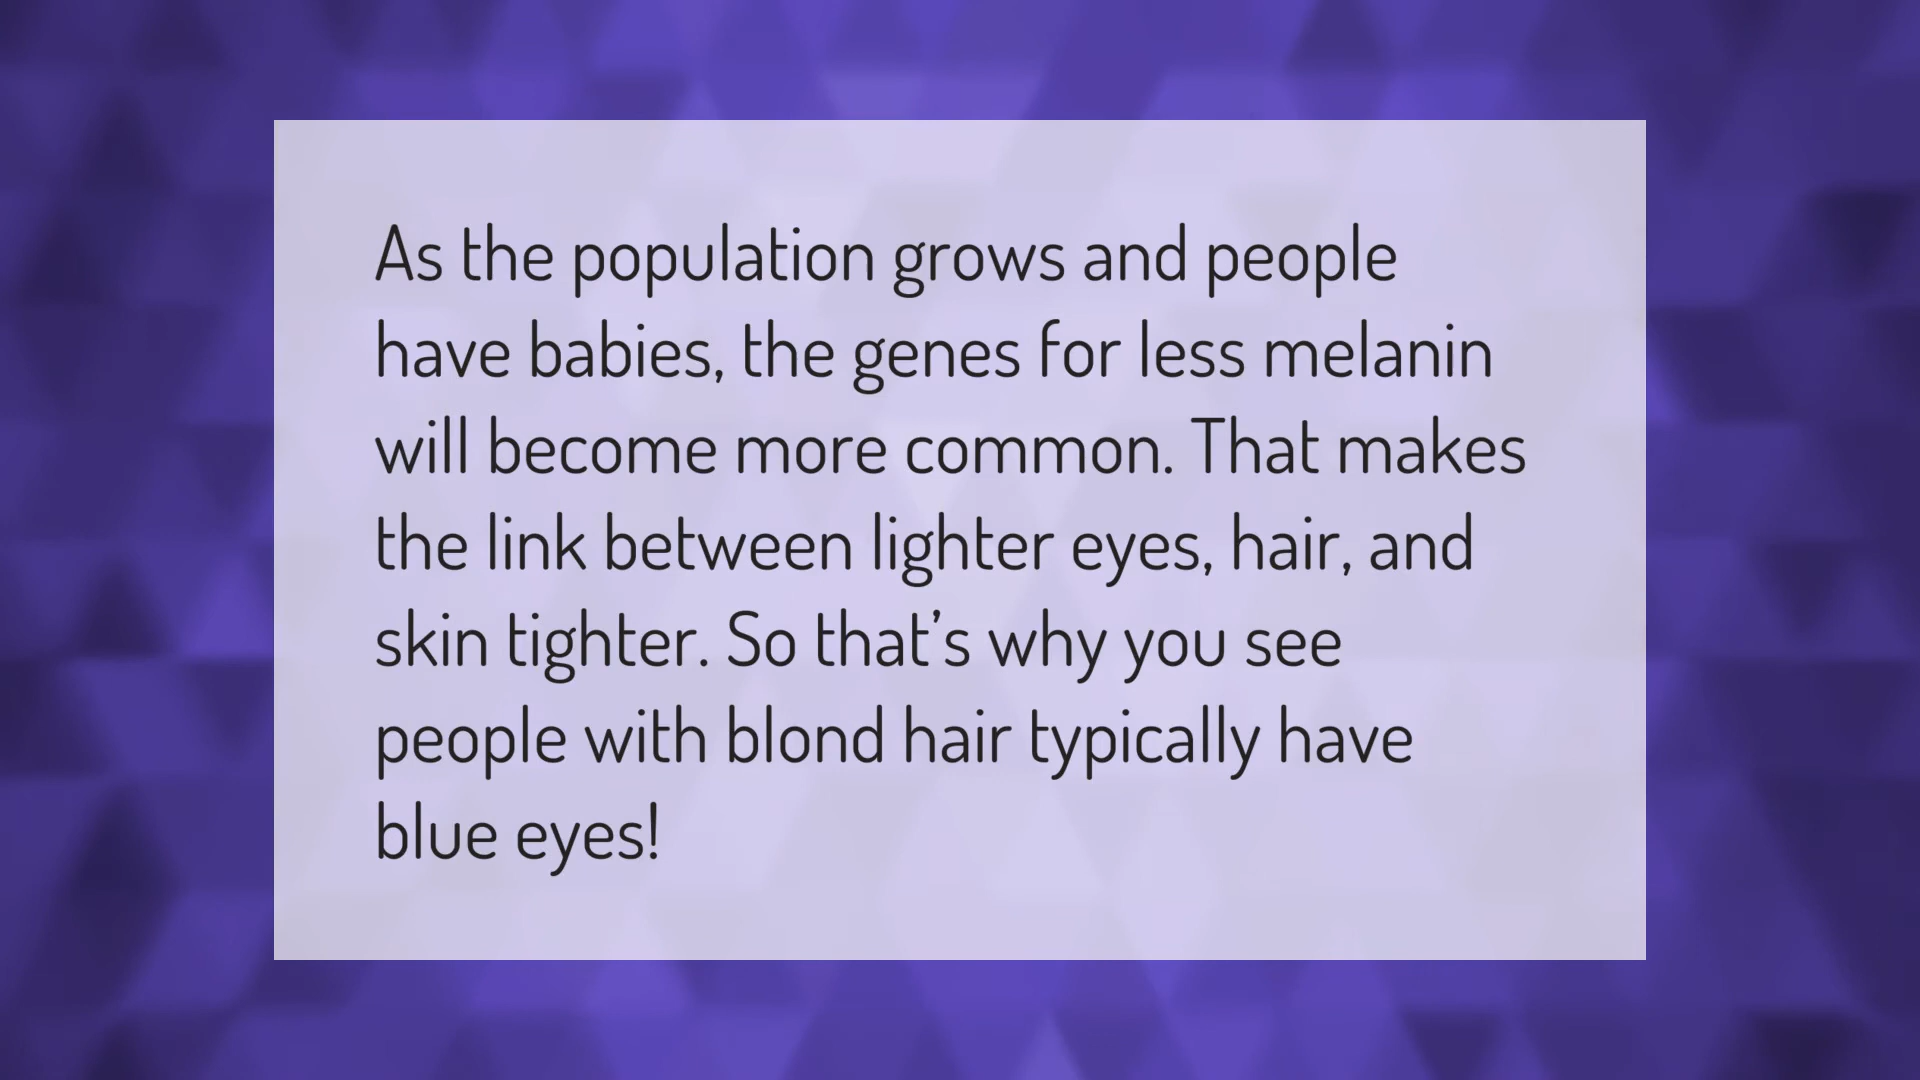 As the population grows and people
have babies, the genes for less melanin
will become more common. That makes
the link between lighter eyes, hair, and
skin tighter. So that’s why you see
people with blond hair typically have
blue eyes!